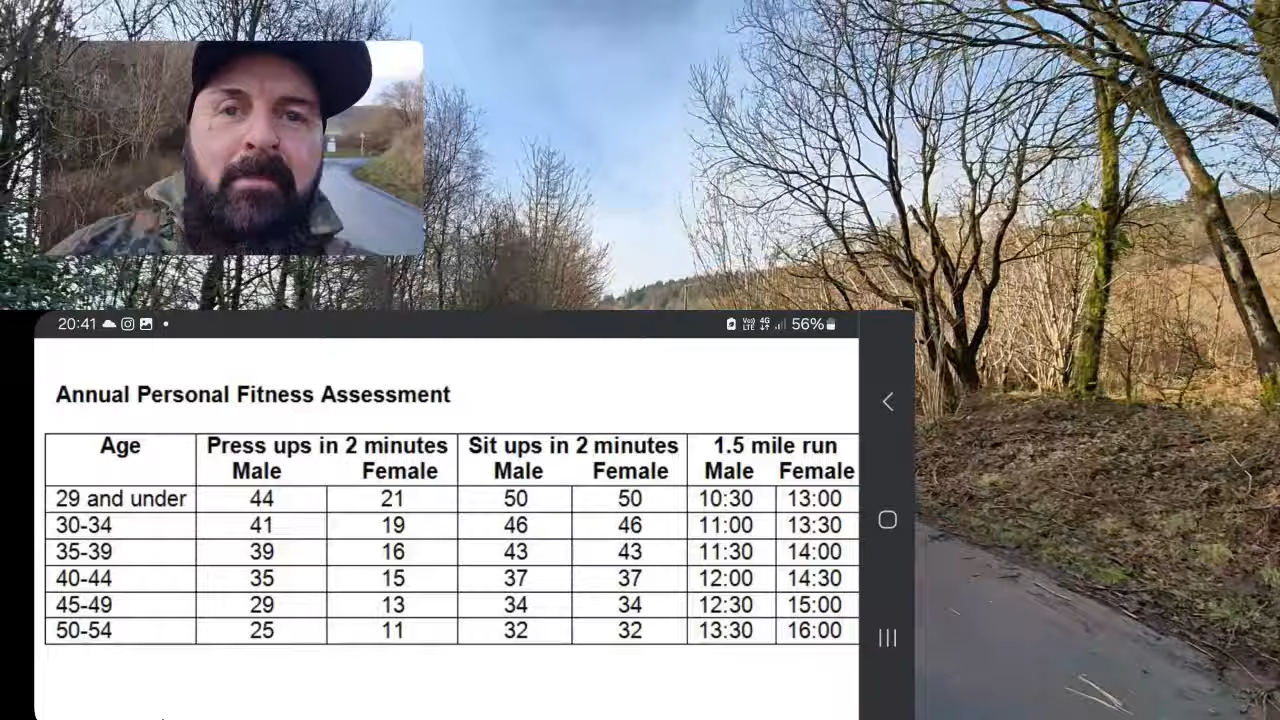 20:41
Vo)) LTE 4G 56%
Annual Personal Fitness Assessment
Age Press ups in 2 minutes Sit ups in 2 minutes 1.5 mile run
Male Female Male Female Male Female
29 and under 44 21 50 50 10:30 13:00
30-34 41 19 46 46 11:00 13:30
35-39 39 16 43 43 11:30 14:00
40-44 35 15 37 37 12:00 14:30
45-49 29 13 34 34 12:30 15:00
50-54 25 11 32 32 13:30 16:00